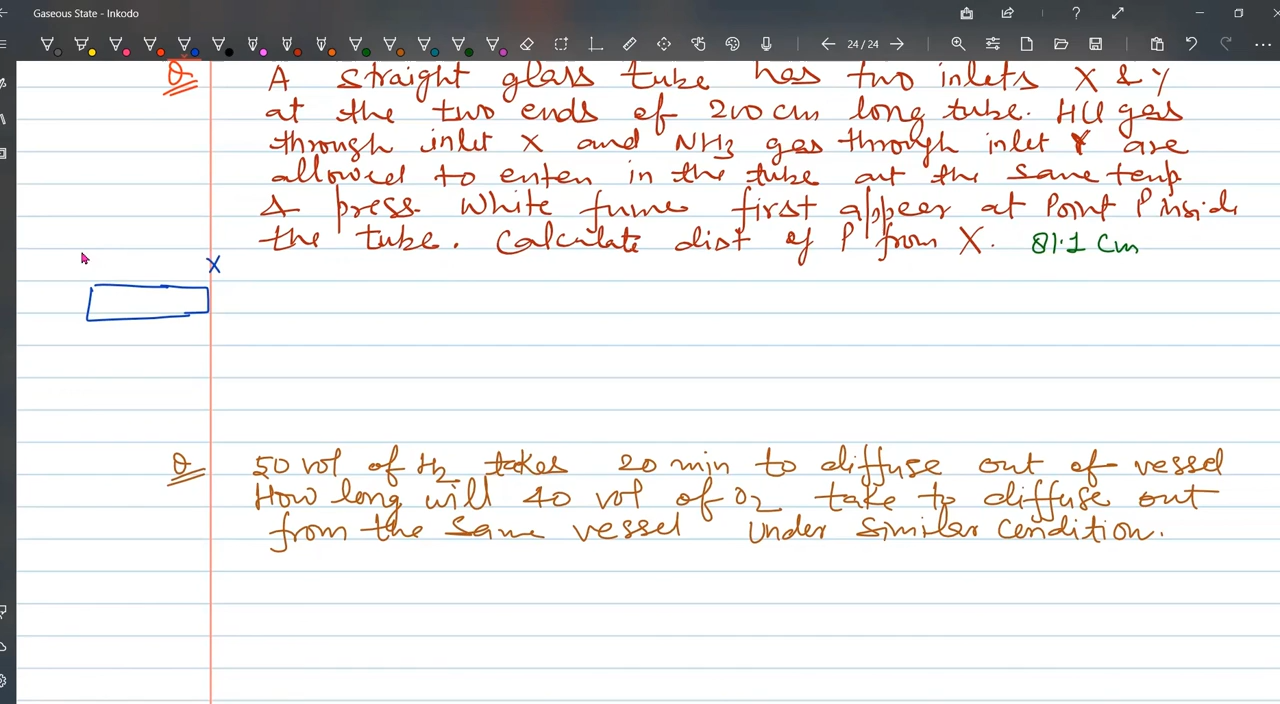 Gaseous State - Inkodo
24/24
Q A straight glass tube has two inlets X & Y
at the two ends of 200 cm long tube. HCl gas
through inlet X and NH3 gas through inlet Y are
allowed to enter in the tube at the same temp
& press. White fumes first appear at point P inside
the tube. Calculate dist of P from X. 81.1 Cm
X
Q 50 vol of H2 takes 20 min to diffuse out of vessel
How long will 40 vol of O2 take to diffuse out
from the same vessel under similar condition.